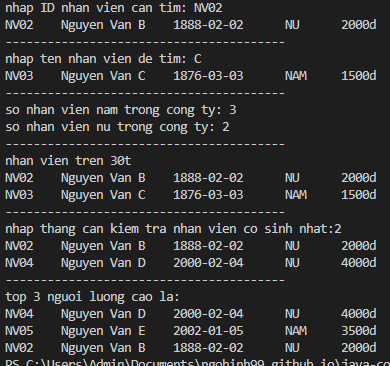 nhap ID nhan vien can tim: NV02
NV02 Nguyen Van B 1888-02-02 NU 2000d
----------------------------------------
nhap ten nhan vien de tim: C
NV03 Nguyen Van C 1876-03-03 NAM 1500d
----------------------------------------
so nhan vien nam trong cong ty: 3
so nhan vien nu trong cong ty: 2
----------------------------------------
nhan vien tren 30t
NV02 Nguyen Van B 1888-02-02 NU 2000d
NV03 Nguyen Van C 1876-03-03 NAM 1500d
----------------------------------------
nhap thang can kiem tra nhan vien co sinh nhat:2
NV02 Nguyen Van B 1888-02-02 NU 2000d
NV04 Nguyen Van D 2000-02-04 NU 4000d
----------------------------------------
top 3 nguoi luong cao la:
NV04 Nguyen Van D 2000-02-04 NU 4000d
NV05 Nguyen Van E 2002-01-05 NAM 3500d
NV02 Nguyen Van B 1888-02-02 NU 2000d
PS C:\Users\Admin\Documents\ngohinh99.github.io\java-co